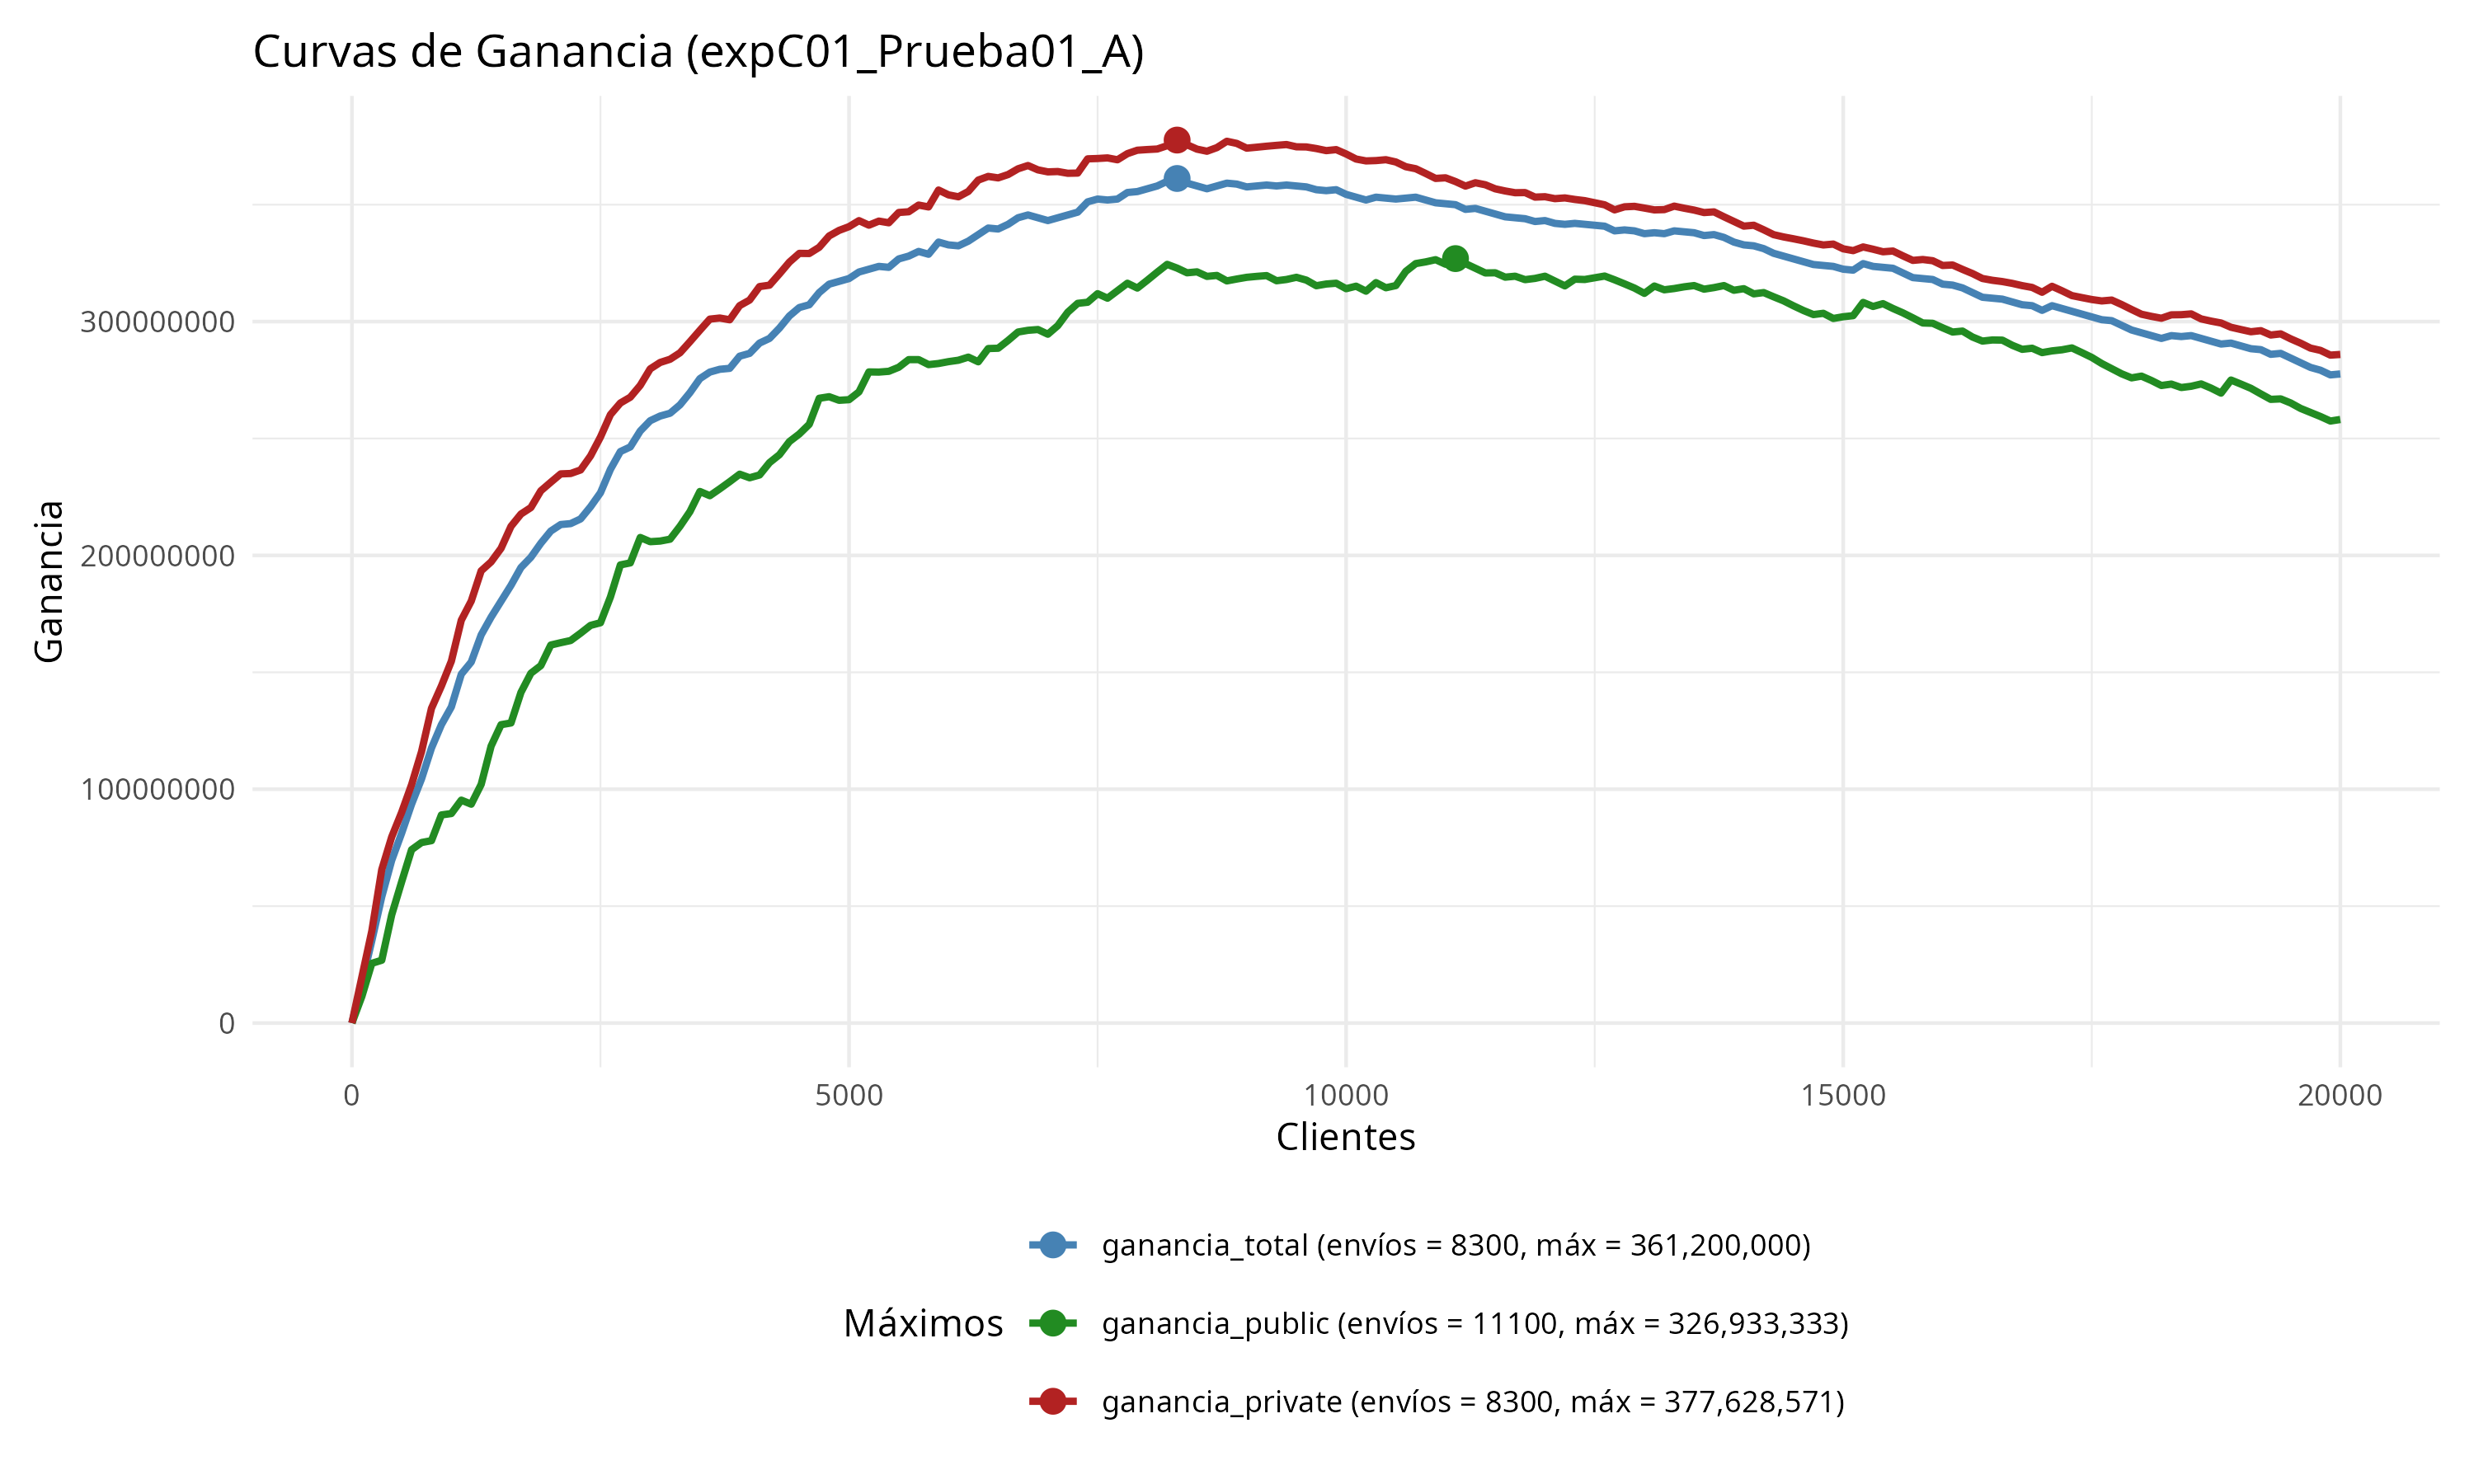 Curvas de Ganancia (expC01_Prueba01_A)
Ganancia
300000000
200000000
100000000
0
0 5000 10000 15000 20000
Clientes
Máximos
ganancia_total (envíos = 8300, máx = 361,200,000)
ganancia_public (envíos = 11100, máx = 326,933,333)
ganancia_private (envíos = 8300, máx = 377,628,571)